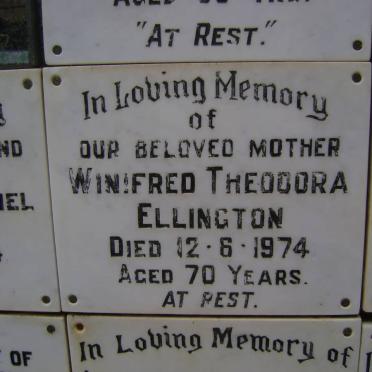 "At Rest."
In Loving Memory
of
OUR BELOVED MOTHER
WINIFRED THEODORA
ELLINGTON
DIED 12·6·1974
AGED 70 YEARS.
AT REST.
In Loving Memory of